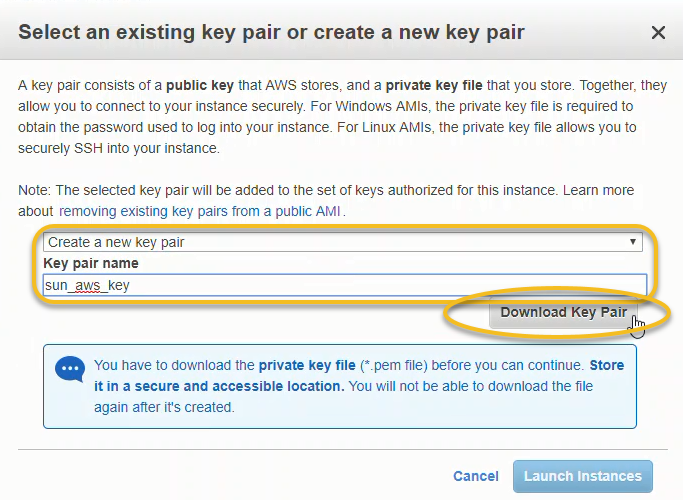 Select an existing key pair or create a new key pair
A key pair consists of a public key that AWS stores, and a private key file that you store. Together, they
allow you to connect to your instance securely. For Windows AMIs, the private key file is required to
obtain the password used to log into your instance. For Linux AMIs, the private key file allows you to
securely SSH into your instance.
Note: The selected key pair will be added to the set of keys authorized for this instance. Learn more
about removing existing key pairs from a public AMI.
Create a new key pair
Key pair name
sun_aws_key
Download Key Pair
You have to download the private key file (*.pem file) before you can continue. Store
it in a secure and accessible location. You will not be able to download the file
again after it's created.
Cancel Launch Instances